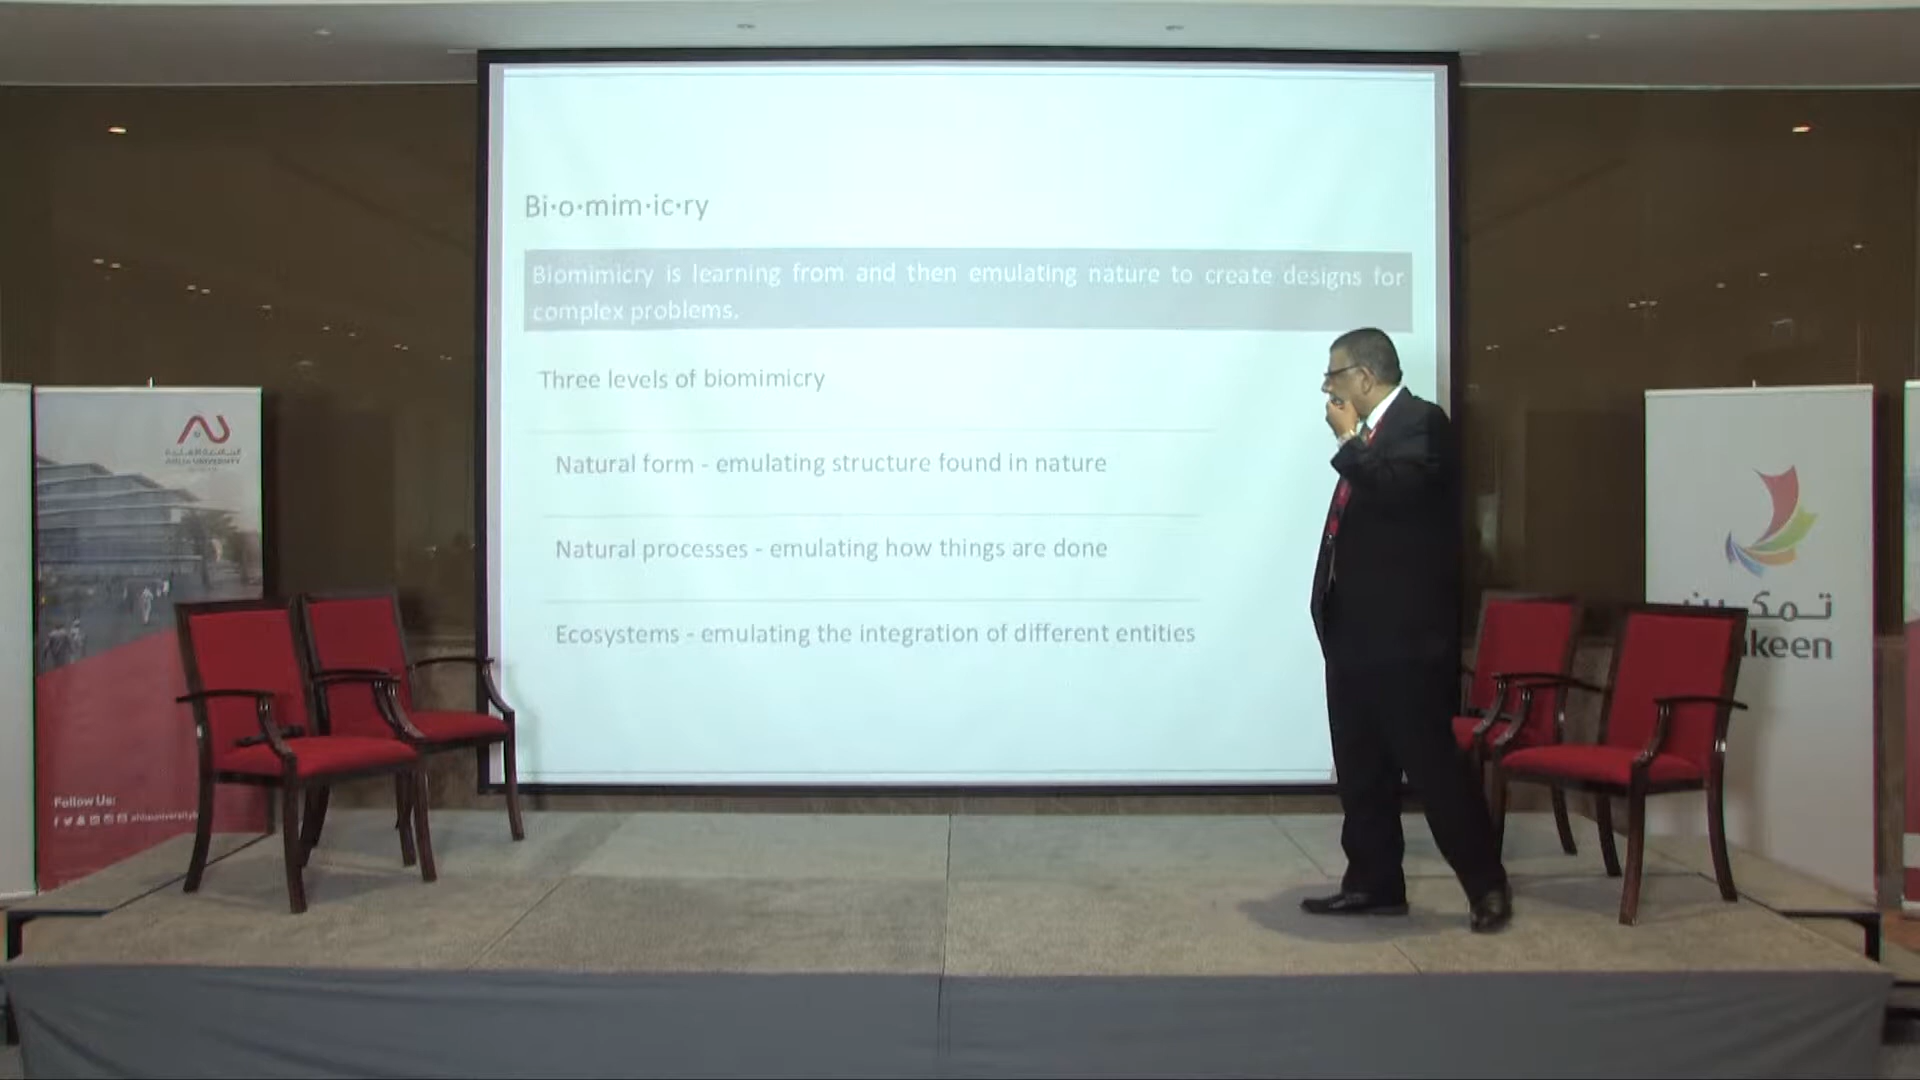 Bi·o·mim·ic·ry
Biomimicry is learning from and then emulating nature to create designs for
complex problems.
Three levels of biomimicry
Natural form - emulating structure found in nature
Natural processes - emulating how things are done
Ecosystems - emulating the integration of different entities
AHLIA UNIVERSITY
Follow Us:
keen